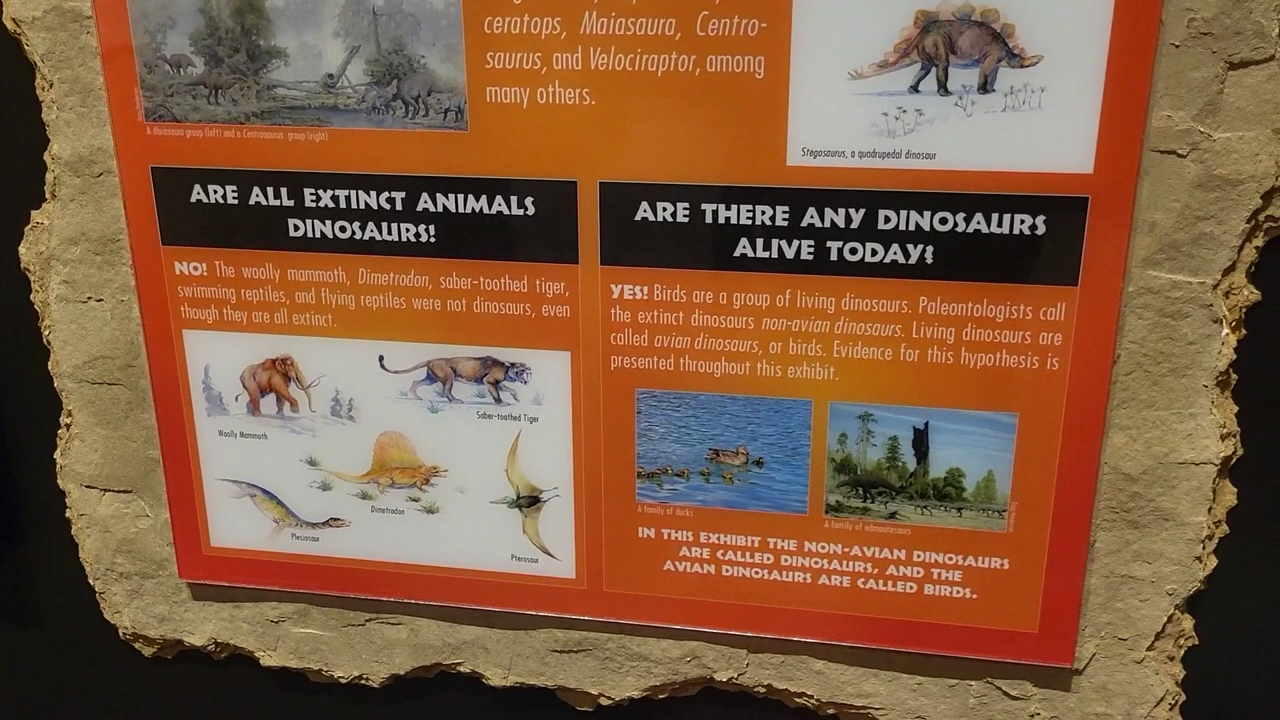 ceratops, Maiasaura, Centro-
saurus, and Velociraptor, among
many others.
A Maiasaura group (left) and a Centrosaurus group (right)
Stegosaurus, a quadrupedal dinosaur
ARE ALL EXTINCT ANIMALS
DINOSAURS?
NO! The woolly mammoth, Dimetrodon, saber-toothed tiger,
swimming reptiles, and flying reptiles were not dinosaurs, even
though they are all extinct.
Woolly Mammoth
Saber-toothed Tiger
Dimetrodon
Plesiosaur
Pterosaur
ARE THERE ANY DINOSAURS
ALIVE TODAY?
YES! Birds are a group of living dinosaurs. Paleontologists call
the extinct dinosaurs non-avian dinosaurs. Living dinosaurs are
called avian dinosaurs, or birds. Evidence for this hypothesis is
presented throughout this exhibit.
A family of ducks
A family of edmontosaurs
IN THIS EXHIBIT THE NON-AVIAN DINOSAURS
ARE CALLED DINOSAURS, AND THE
AVIAN DINOSAURS ARE CALLED BIRDS.